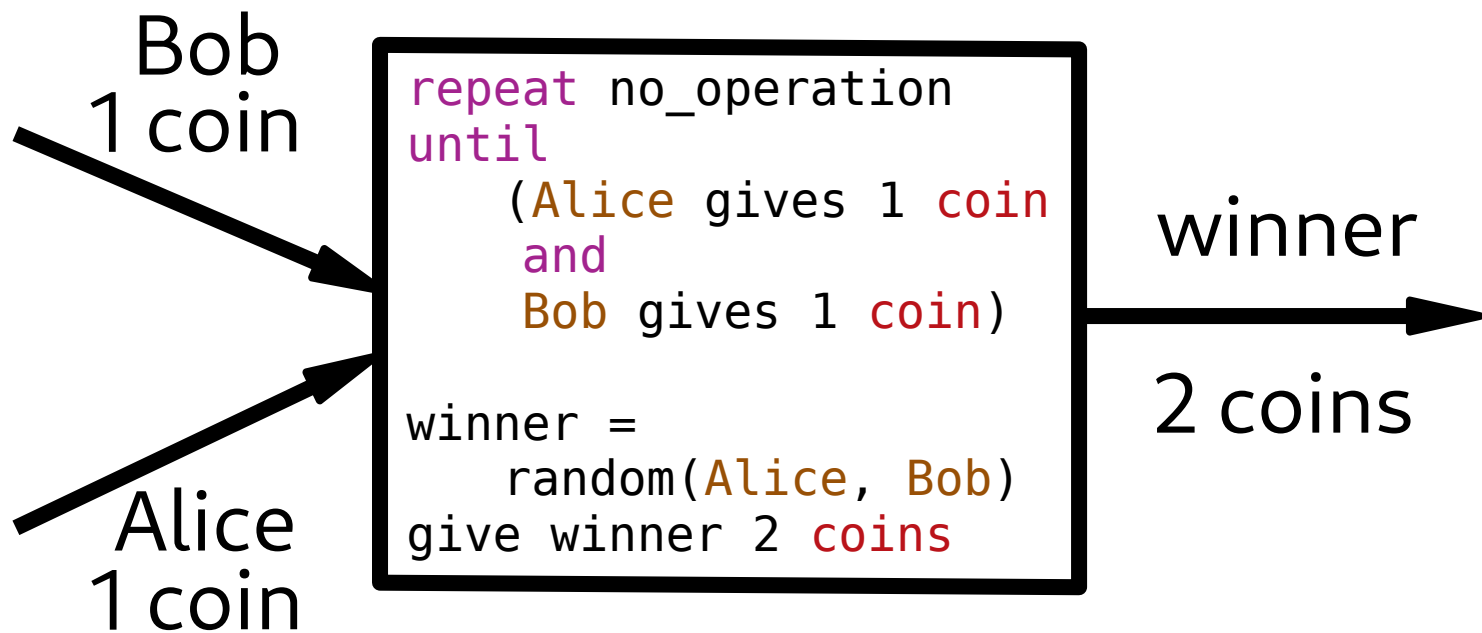 Bob
1 coin
repeat no_operation
until
(Alice gives 1 coin
and
Bob gives 1 coin)
winner =
random(Alice, Bob)
give winner 2 coins
Alice
1 coin
winner
2 coins